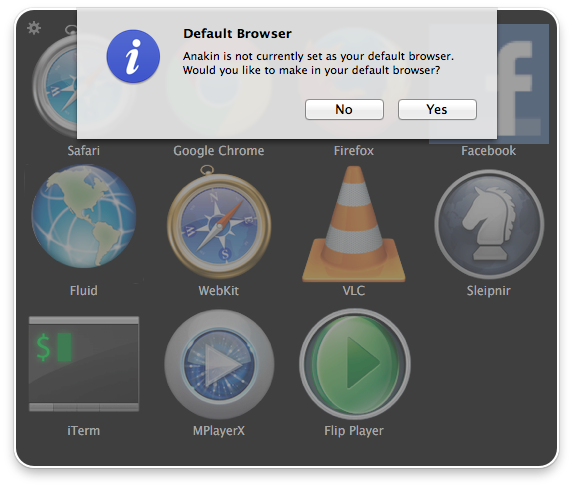 Default Browser
Anakin is not currently set as your default browser.
Would you like to make in your default browser?
No Yes
Safari Google Chrome Firefox Facebook
Fluid WebKit VLC Sleipnir
$
iTerm MPlayerX Flip Player